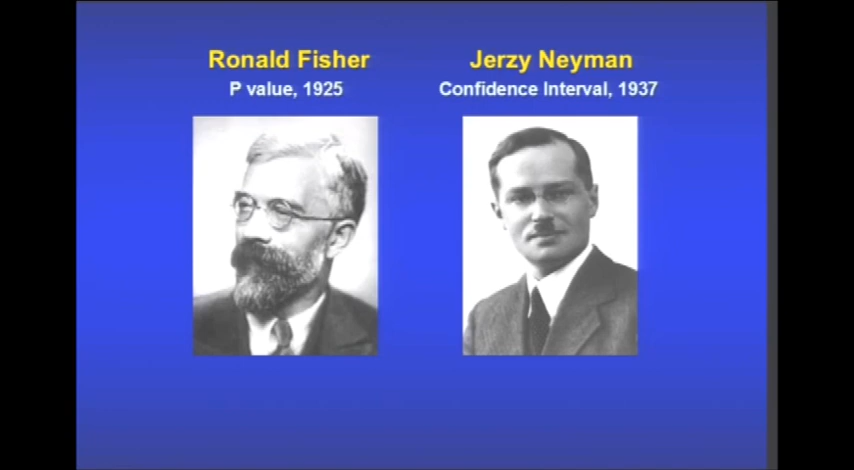 Ronald Fisher
P value, 1925
Jerzy Neyman
Confidence Interval, 1937